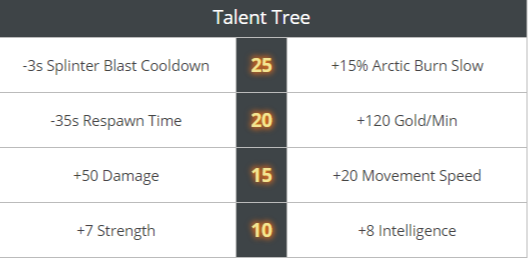 Talent Tree
-3s Splinter Blast Cooldown 25 +15% Arctic Burn Slow
-35s Respawn Time 20 +120 Gold/Min
+50 Damage 15 +20 Movement Speed
+7 Strength 10 +8 Intelligence